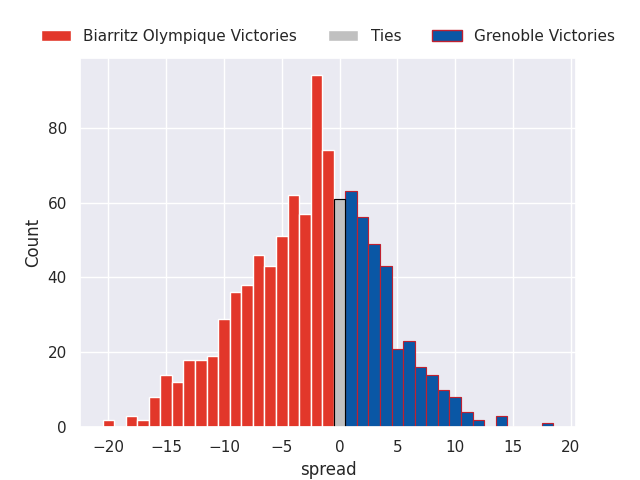 Biarritz Olympique Victories Ties Grenoble Victories
80
60
40
20
0
Count
−20 −15 −10 −5 0 5 10 15 20
spread